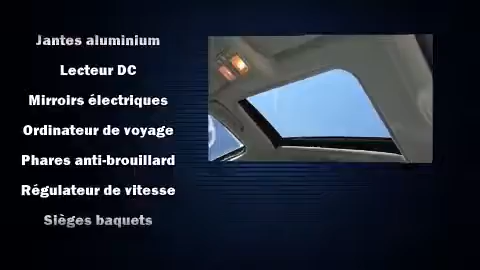 Jantes aluminium
Lecteur DC
Mirroirs électriques
Ordinateur de voyage
Phares anti-brouillard
Régulateur de vitesse
Sièges baquets